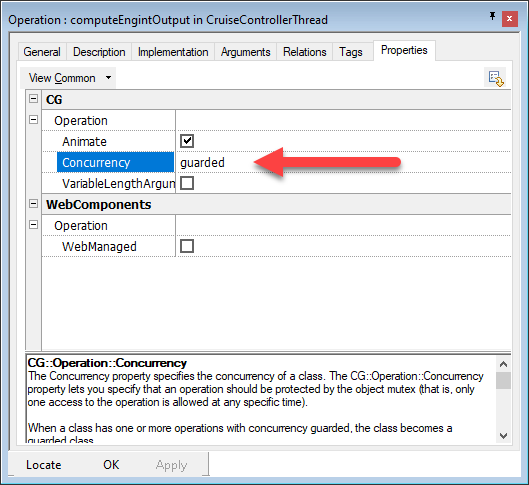 Operation : computeEngintOutput in CruiseControllerThread
General Description Implementation Arguments Relations Tags Properties
View Common
CG
Operation
Animate
Concurrency guarded
VariableLengthArgun
WebComponents
Operation
WebManaged
CG::Operation::Concurrency
The Concurrency property specifies the concurrency of a class. The CG::Operation::Concurrency
property lets you specify that an operation should be protected by the object mutex (that is, only
one access to the operation is allowed at any specific time).
When a class has one or more operations with concurrency guarded, the class becomes a
guarded class
Locate OK Apply